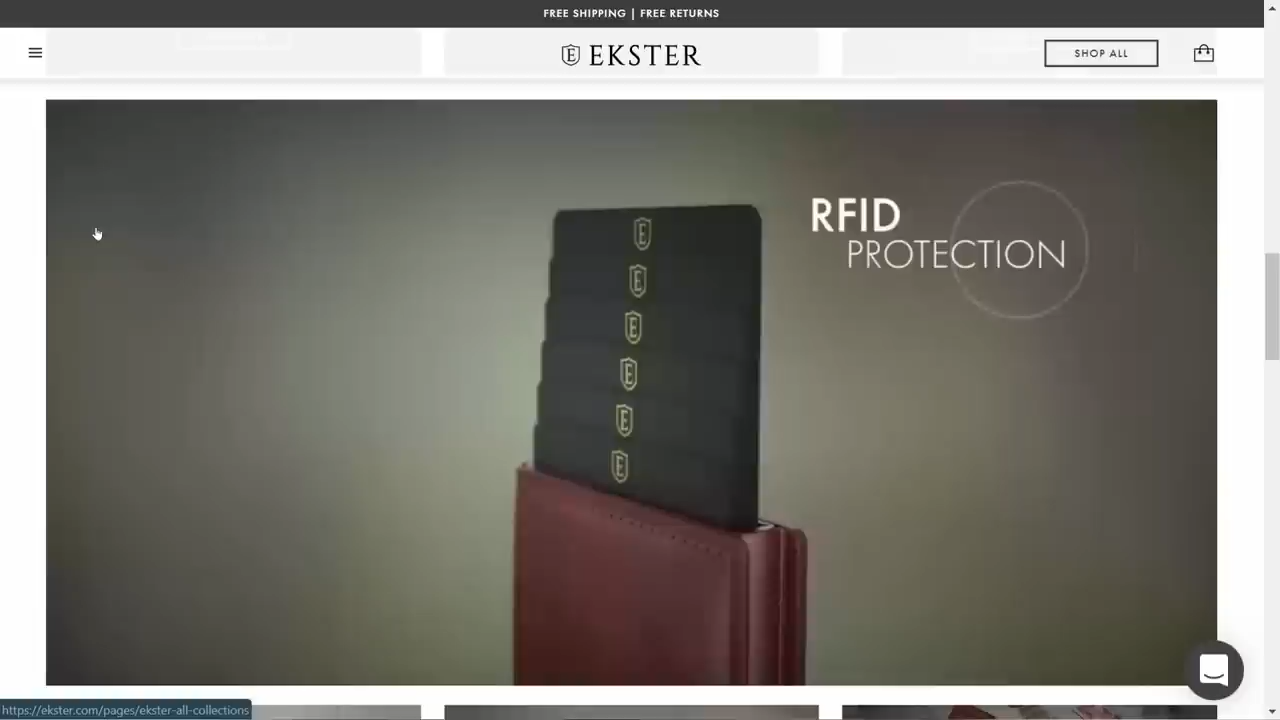 FREE SHIPPING | FREE RETURNS
EKSTER
SHOP ALL
RFID
PROTECTION
E
E
E
E
E
E
https://ekster.com/pages/ekster-all-collections